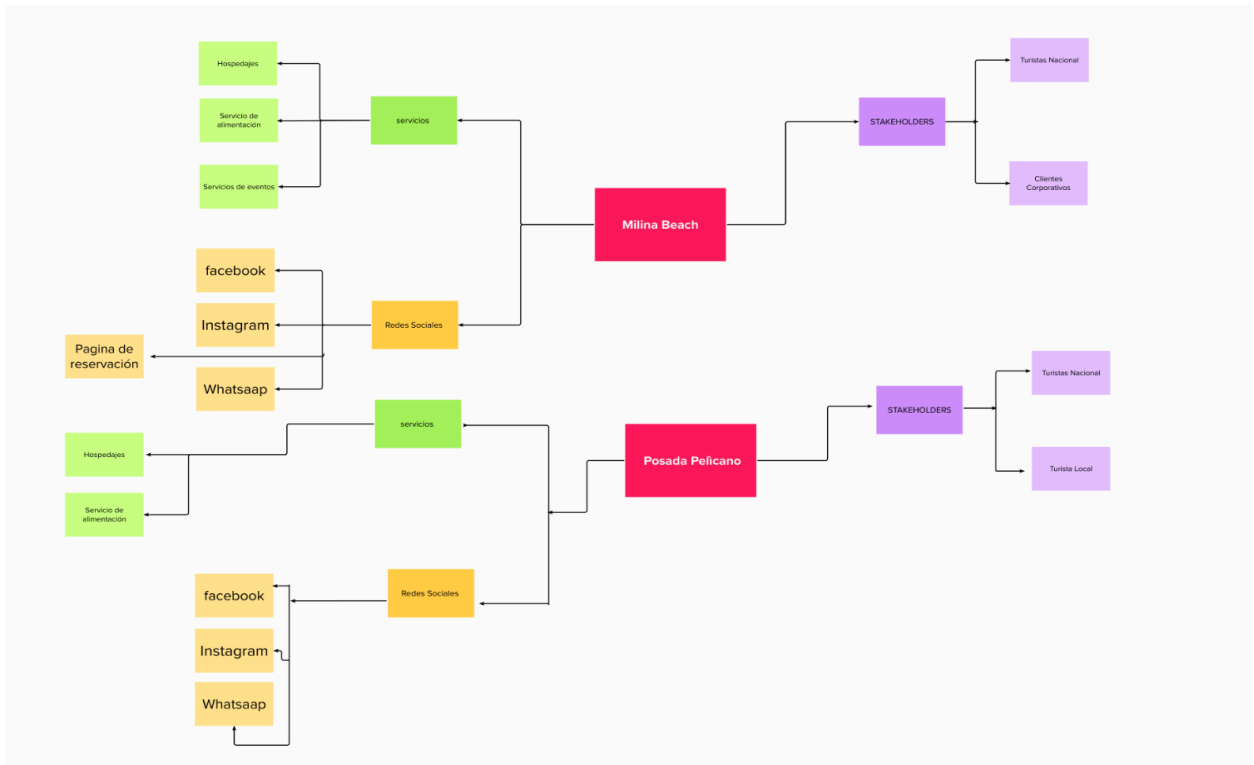 Hospedajes
Servicio de
alimentación
Servicios de eventos
servicios
STAKEHOLDERS
Turistas Nacional
Clientes
Corporativos
Milina Beach
facebook
Instagram
Pagina de
reservación
Whatsaap
Redes Sociales
servicios
Hospedajes
Servicio de
alimentación
Posada Pelìcano
STAKEHOLDERS
Turistas Nacional
Turista Local
Redes Sociales
facebook
Instagram
Whatsaap